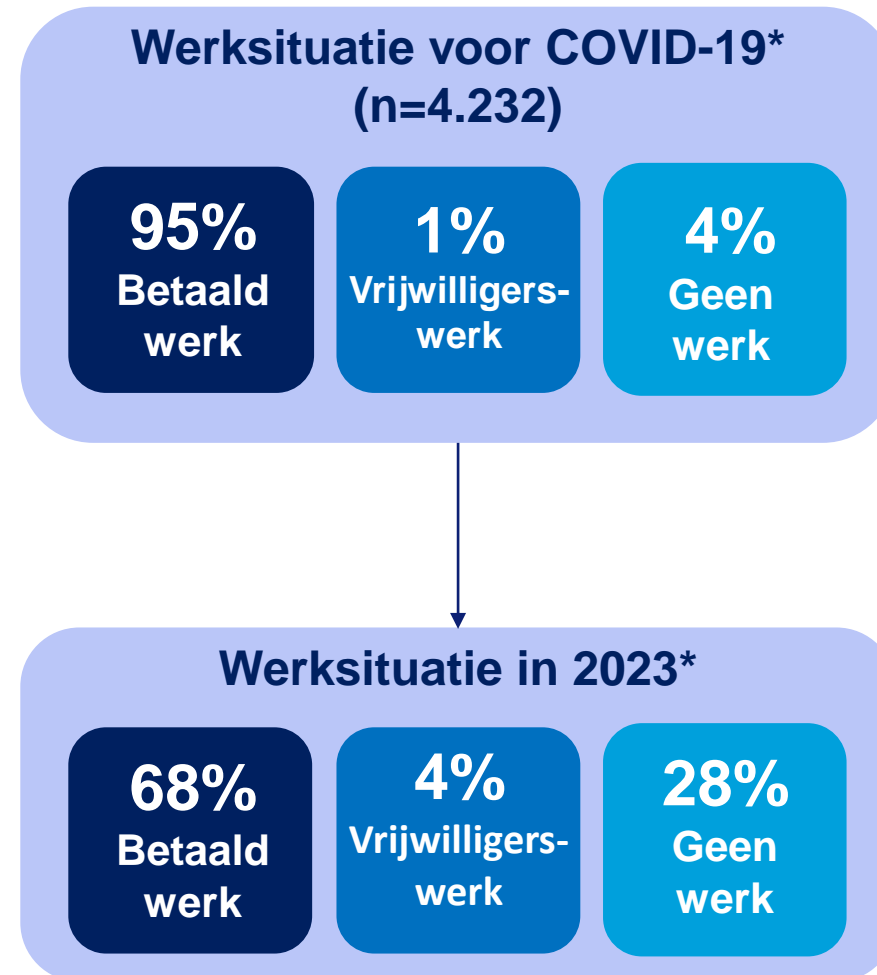 Werksituatie voor COVID-19*
(n=4.232)
95%
Betaald
werk
1%
Vrijwilligers-
werk
4%
Geen
werk
Werksituatie in 2023*
68%
Betaald
werk
4%
Vrijwilligers-
werk
28%
Geen
werk